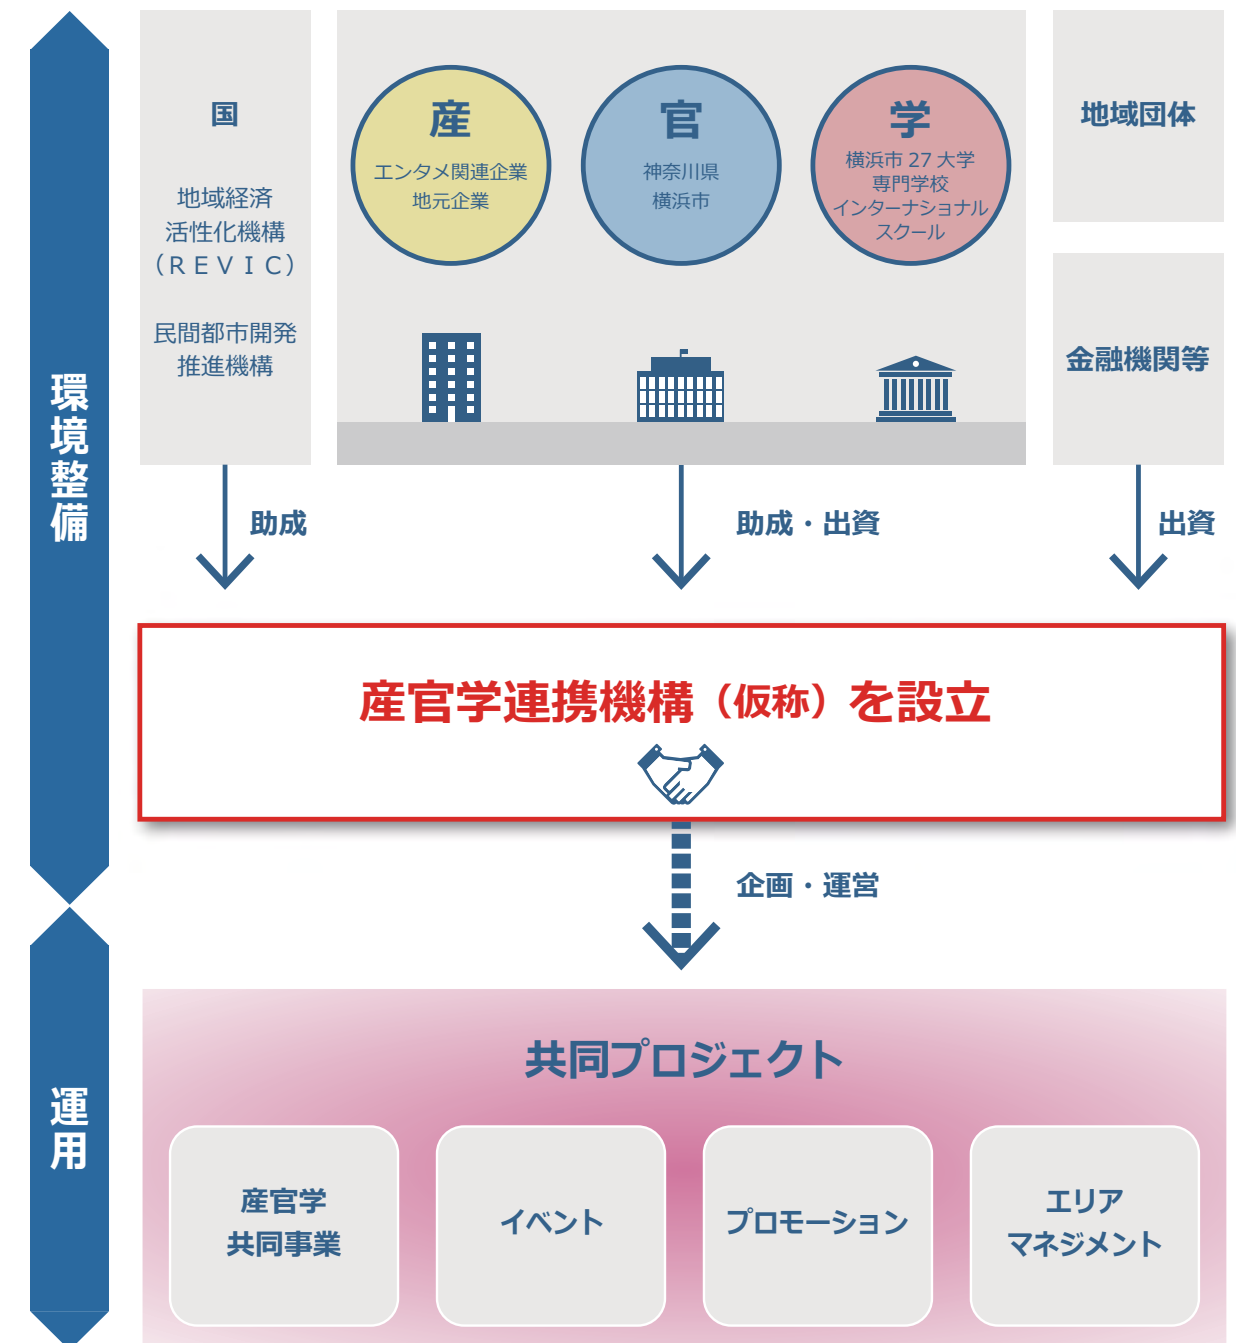 環境整備
国
地域経済
活性化機構
（ＲＥＶＩＣ）
民間都市開発
推進機構
産
エンタメ関連企業
地元企業
官
神奈川県
横浜市
学
横浜市 27 大学
専門学校
インターナショナル
スクール
地域団体
金融機関等
助成
助成・出資
出資
産官学連携機構（仮称）を設立
企画・運営
運用
共同プロジェクト
産官学
共同事業
イベント
プロモーション
エリア
マネジメント